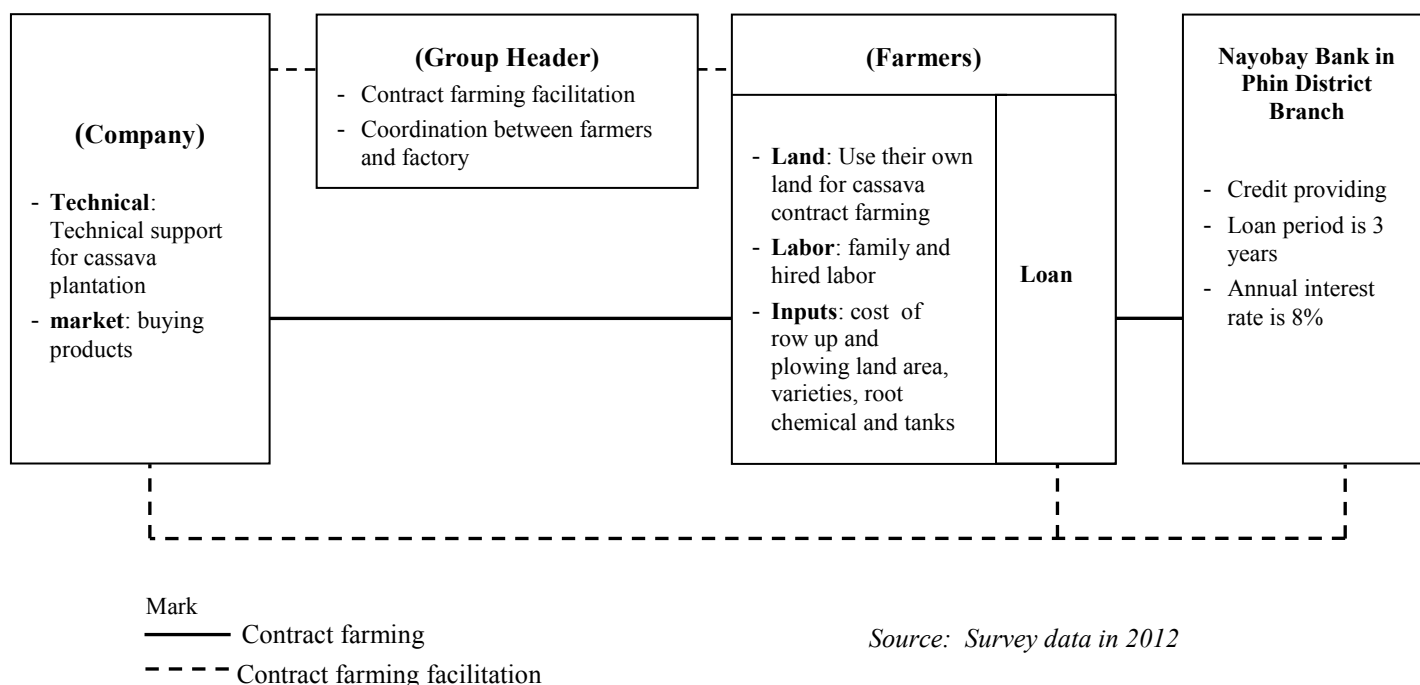 (Company)
- Technical:
Technical support
for cassava
plantation
- market: buying
products
(Group Header)
- Contract farming facilitation
- Coordination between farmers
and factory
(Farmers)
- Land: Use their own
land for cassava
contract farming
- Labor: family and
hired labor
- Inputs: cost of
row up and
plowing land area,
varieties, root
chemical and tanks
Loan
Nayobay Bank in
Phin District
Branch
- Credit providing
- Loan period is 3
years
- Annual interest
rate is 8%
Mark
Contract farming
Contract farming facilitation
Source: Survey data in 2012